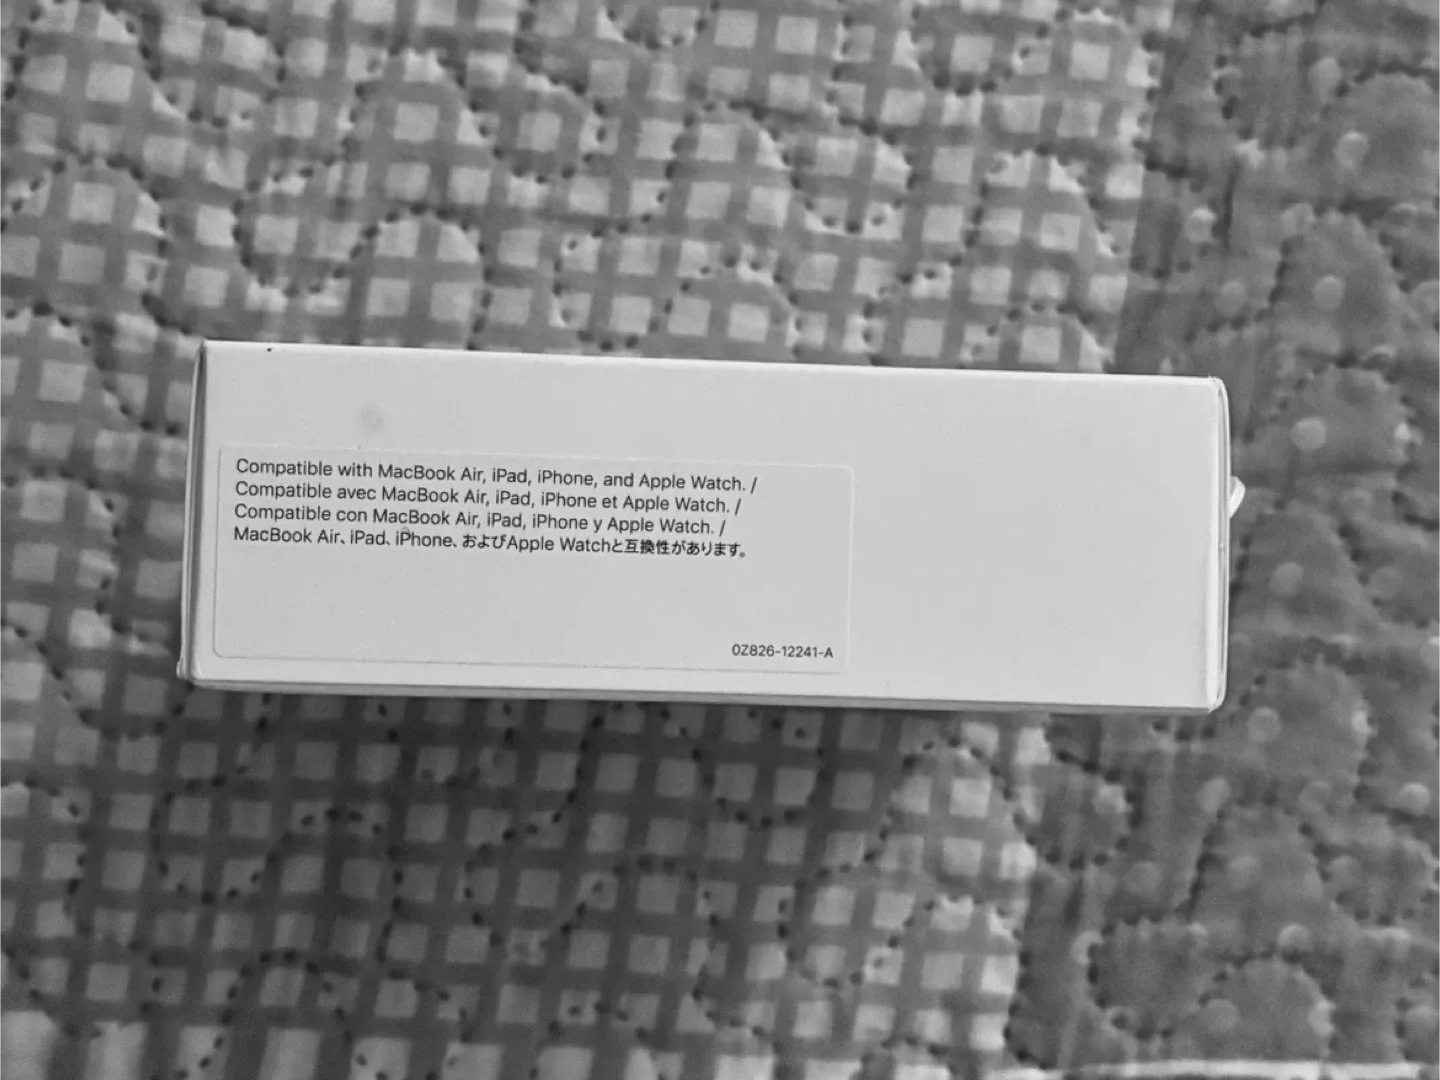 Compatible with MacBook Air, iPad, iPhone, and Apple Watch. /
Compatible avec MacBook Air, iPad, iPhone et Apple Watch. /
Compatible con MacBook Air, iPad, iPhone y Apple Watch. /
MacBook Air、iPad、iPhone、およびApple Watchと互換性があります。
0Z826-12241-A